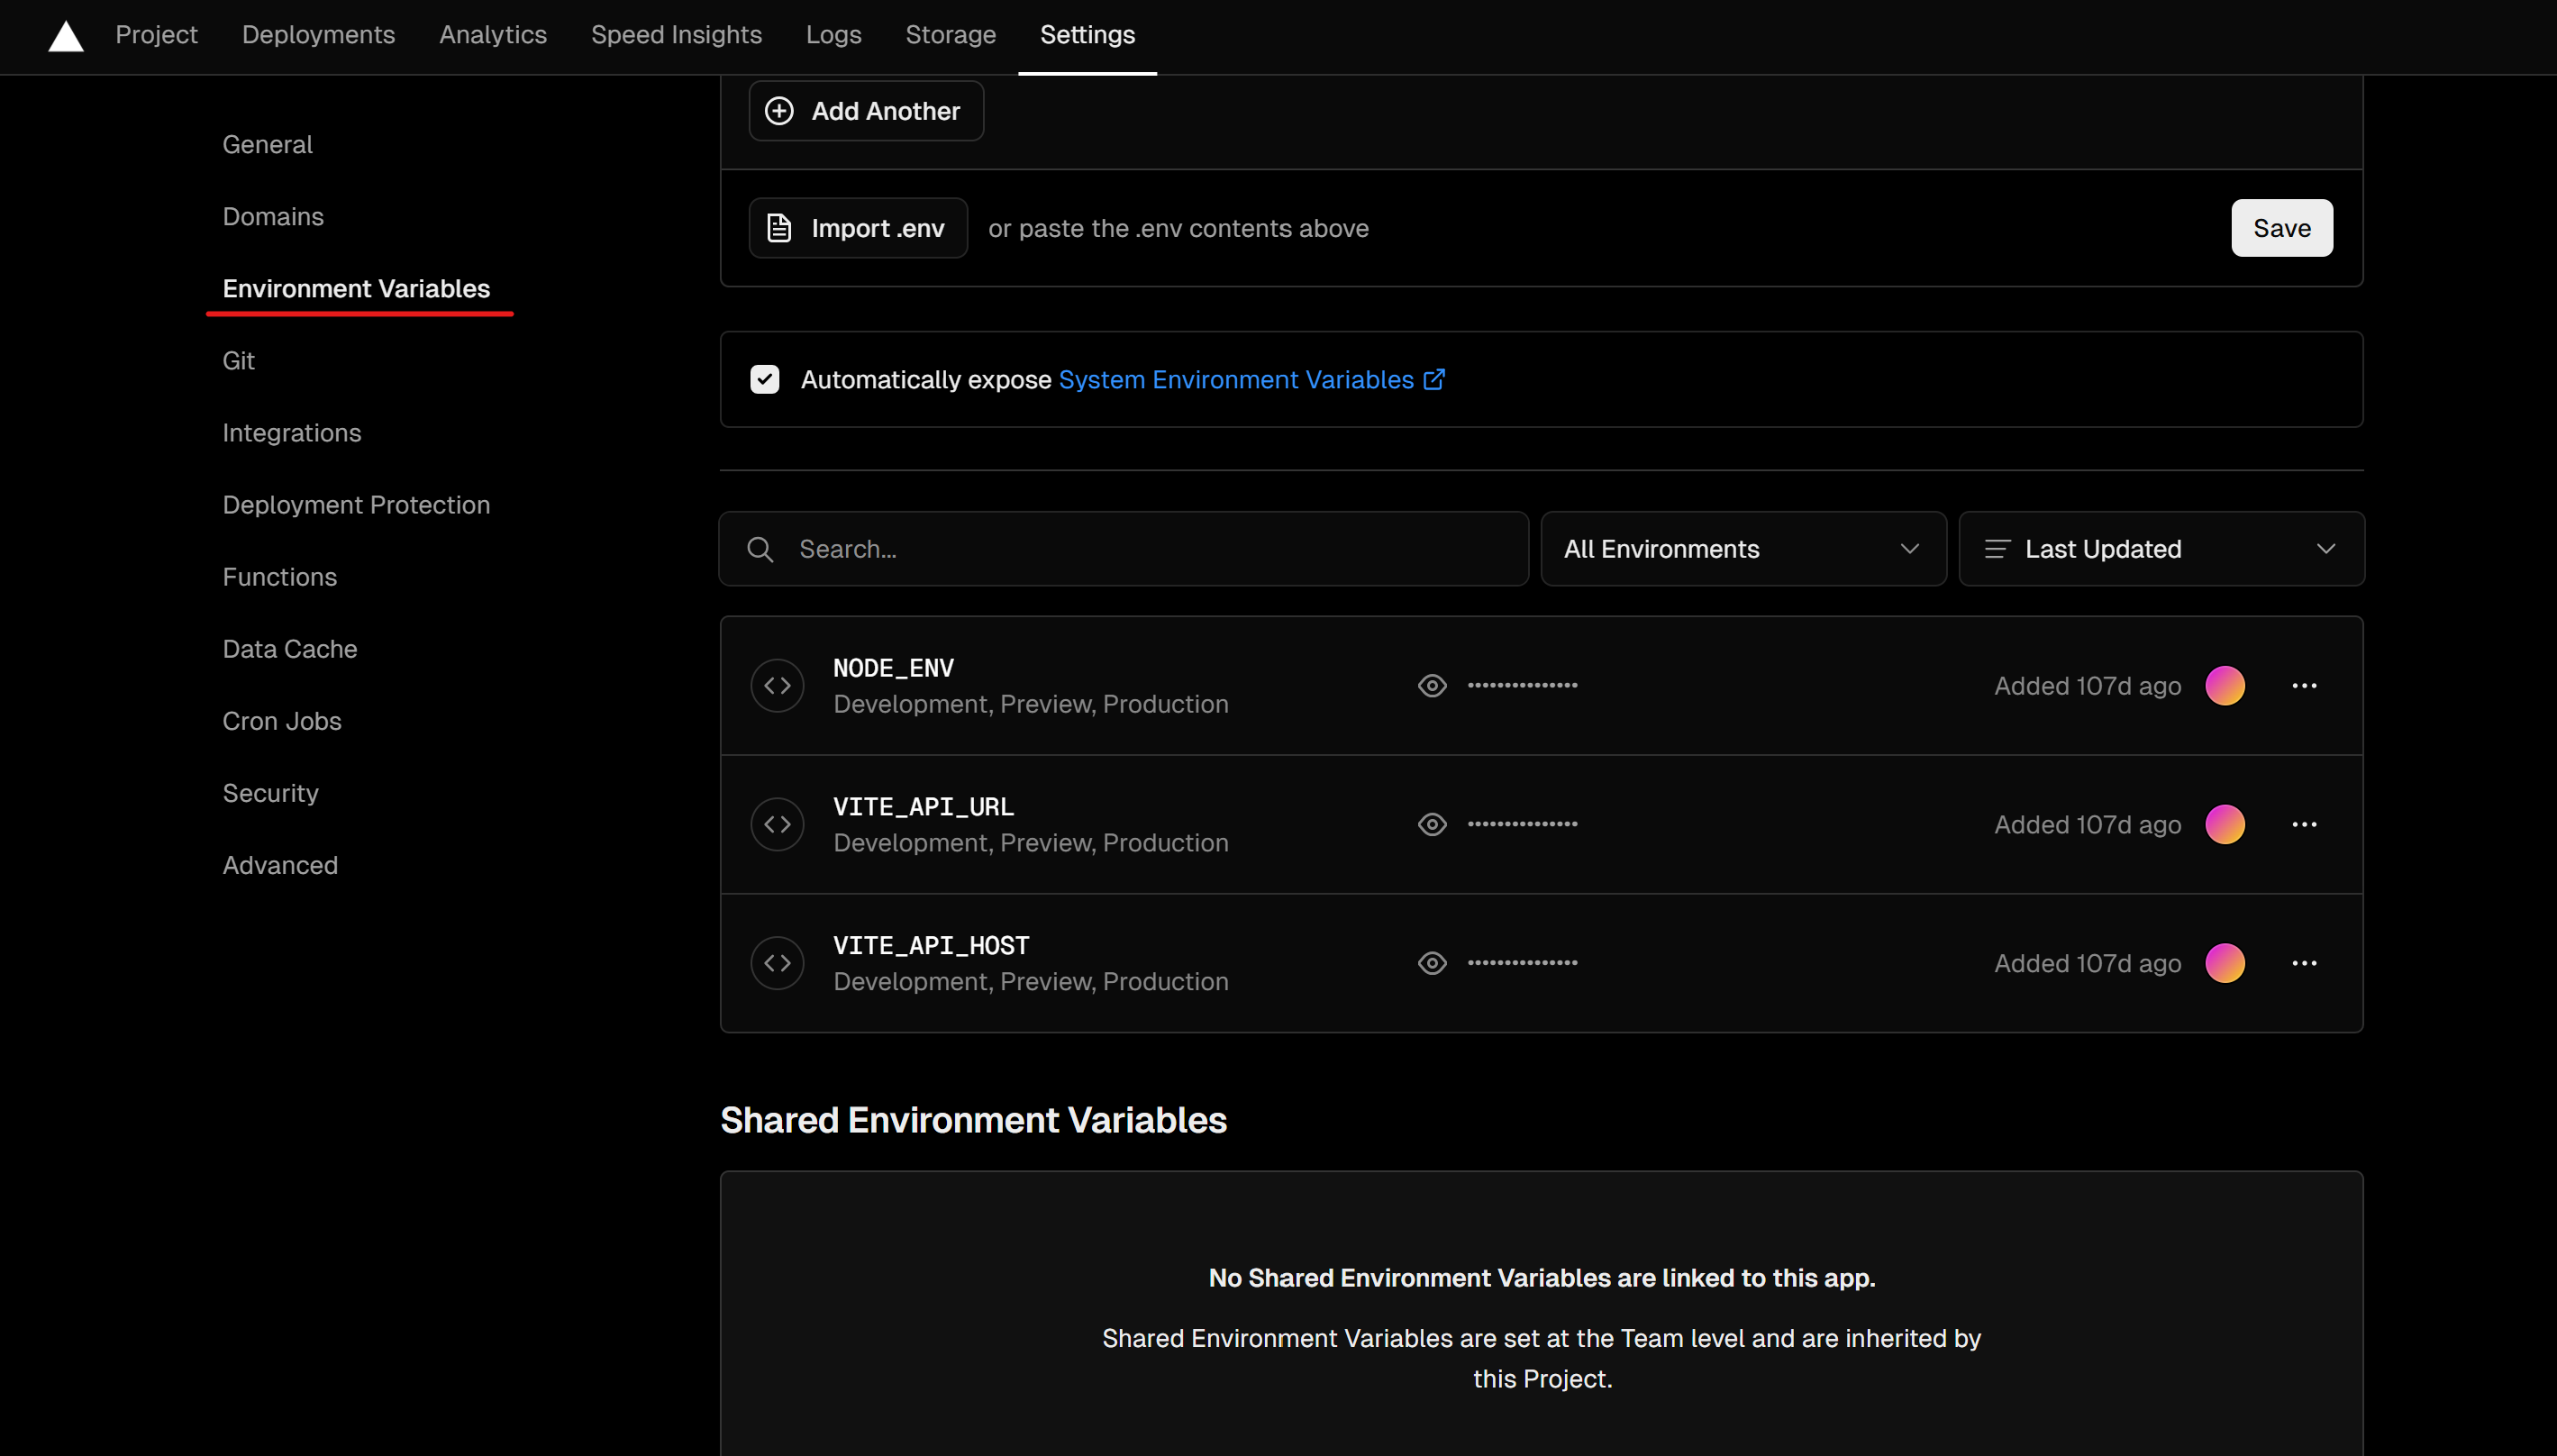 Project Deployments Analytics Speed Insights Logs Storage Settings
General
Domains
Environment Variables
Git
Integrations
Deployment Protection
Functions
Data Cache
Cron Jobs
Security
Advanced
Add Another
Import .env or paste the .env contents above Save
Automatically expose System Environment Variables
Search... All Environments Last Updated
NODE_ENV
Development, Preview, Production
Added 107d ago
VITE_API_URL
Development, Preview, Production
Added 107d ago
VITE_API_HOST
Development, Preview, Production
Added 107d ago
Shared Environment Variables
No Shared Environment Variables are linked to this app.
Shared Environment Variables are set at the Team level and are inherited by
this Project.